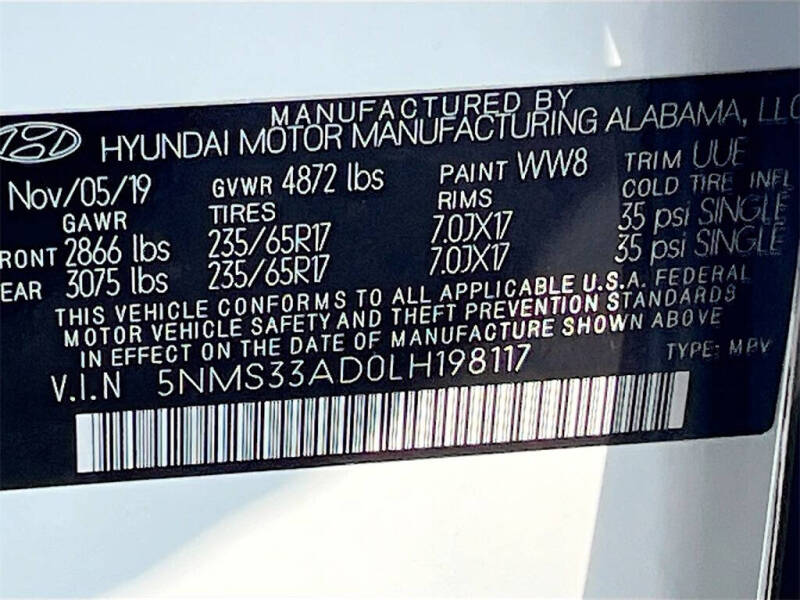 MANUFACTURED BY
HYUNDAI MOTOR MANUFACTURING ALABAMA, LLC
Nov/05/19 GVWR 4872 lbs PAINT WW8 TRIM UUE
GAWR TIRES RIMS COLD TIRE INFL
RONT 2866 lbs 235/65R17 7.0JX17 35 psi SINGLE
EAR 3075 lbs 235/65R17 7.0JX17 35 psi SINGLE
THIS VEHICLE CONFORMS TO ALL APPLICABLE U.S.A. FEDERAL
MOTOR VEHICLE SAFETY AND THEFT PREVENTION STANDARDS
IN EFFECT ON THE DATE OF MANUFACTURE SHOWN ABOVE
V.I.N 5NMS33AD0LH198117 TYPE: MPV